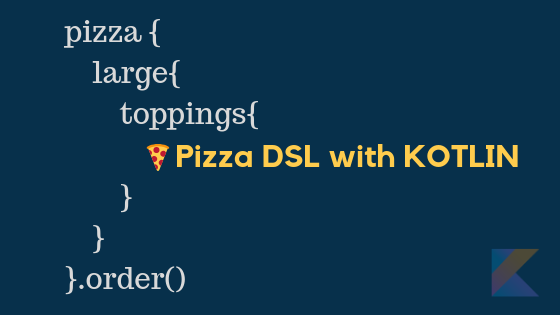 pizza {
large{
toppings{
🍕Pizza DSL with KOTLIN
}
}
}.order()